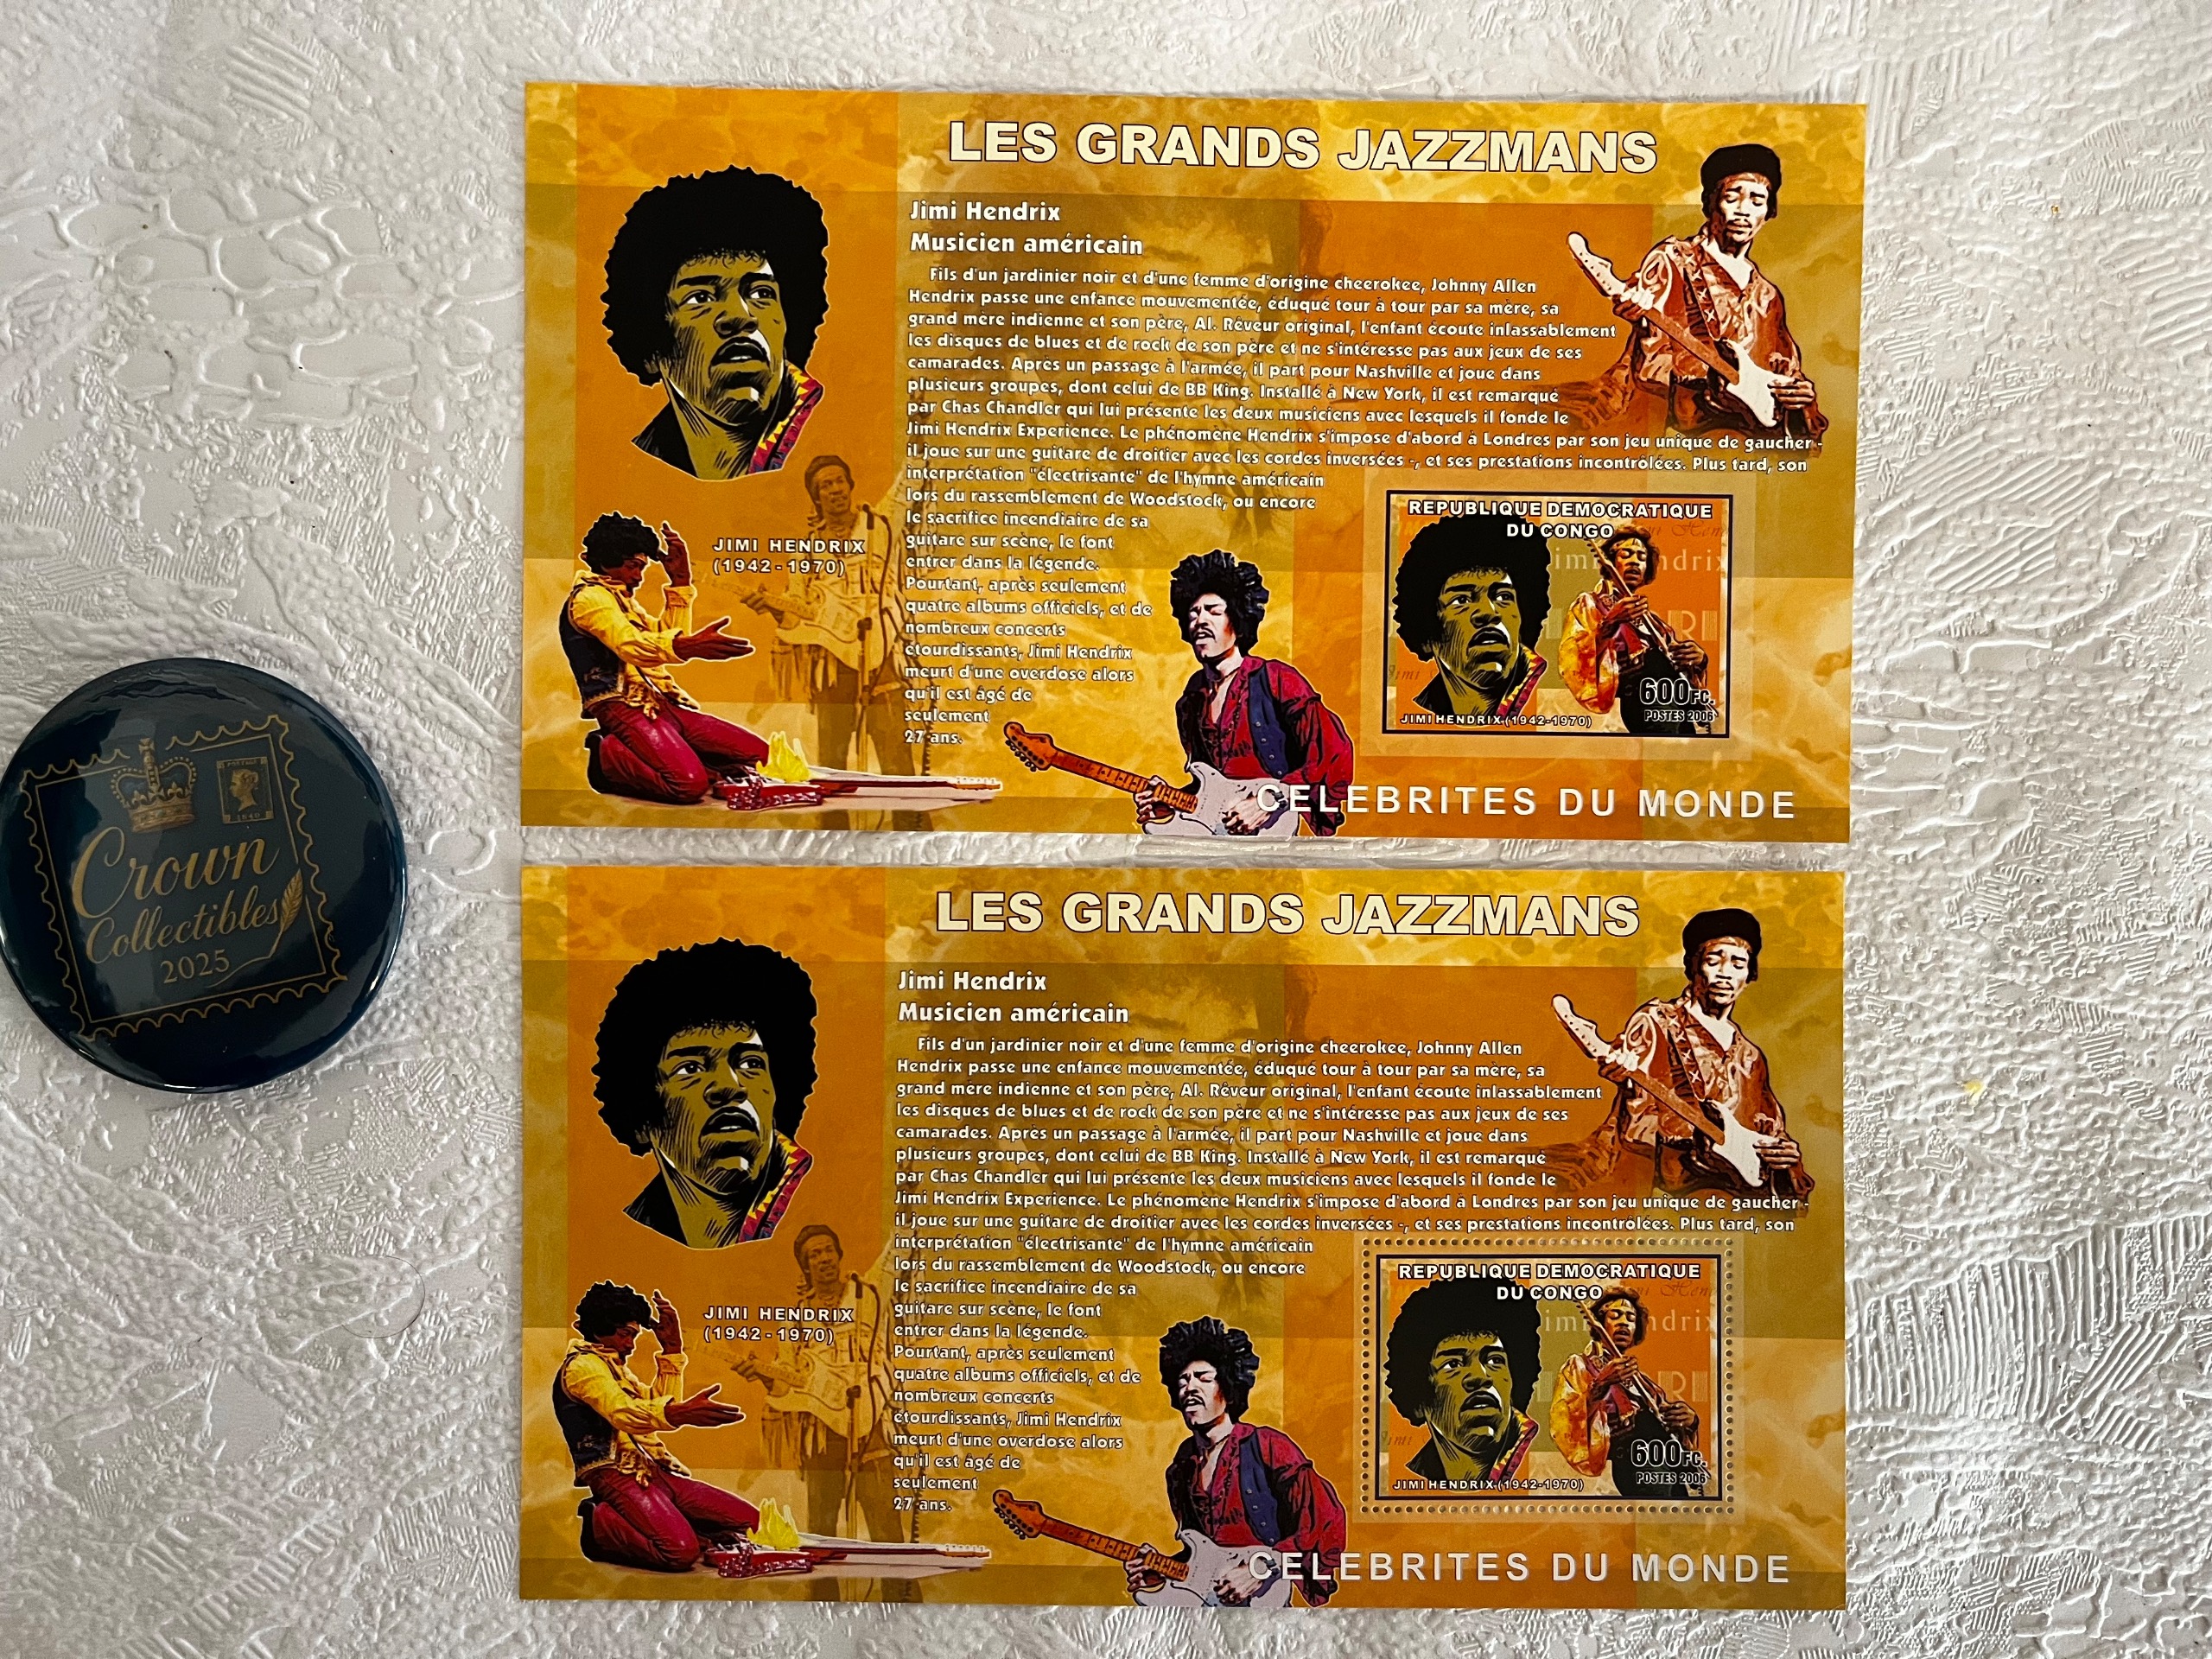 LES GRANDS JAZZMANS
Jimi Hendrix
Musicien américain
Fils d'un jardinier noir et d'une femme d'origine cheerokee, Johnny Allen
Hendrix passe une enfance mouvementée, éduqué tour à tour par sa mère, sa
grand mère indienne et son père, Al. Rêveur original, l'enfant écoute inlassablement
les disques de blues et de rock de son père et ne s'intéresse pas aux jeux de ses
camarades. Après un passage à l'armée, il part pour Nashville et joue dans
plusieurs groupes, dont celui de BB King. Installé à New York, il est remarqué
par Chas Chandler qui lui présente les deux musiciens avec lesquels il fonde le
Jimi Hendrix Experience. Le phénomène Hendrix s'impose d'abord à Londres par son jeu unique de gaucher -
il joue sur une guitare de droitier avec les cordes inversées -, et ses prestations incontrôlées. Plus tard, son
interprétation "électrisante" de l'hymne américain
lors du rassemblement de Woodstock, ou encore
le sacrifice incendiaire de sa
guitare sur scène, le font
entrer dans la légende.
Pourtant, après seulement
quatre albums officiels, et de
nombreux concerts
étourdissants, Jimi Hendrix
meurt d'une overdose alors
qu'il est âgé de
seulement
27 ans.
JIMI HENDRIX
(1942-1970)
REPUBLIQUE DEMOCRATIQUE
DU CONGO
600FC.
POSTES 2006
JIMI HENDRIX (1942-1970)
CELEBRITES DU MONDE
POSTAGE
1840
Crown
Collectibles
2025
LES GRANDS JAZZMANS
Jimi Hendrix
Musicien américain
Fils d'un jardinier noir et d'une femme d'origine cheerokee, Johnny Allen
Hendrix passe une enfance mouvementée, éduqué tour à tour par sa mère, sa
grand mère indienne et son père, Al. Rêveur original, l'enfant écoute inlassablement
les disques de blues et de rock de son père et ne s'intéresse pas aux jeux de ses
camarades. Après un passage à l'armée, il part pour Nashville et joue dans
plusieurs groupes, dont celui de BB King. Installé à New York, il est remarqué
par Chas Chandler qui lui présente les deux musiciens avec lesquels il fonde le
Jimi Hendrix Experience. Le phénomène Hendrix s'impose d'abord à Londres par son jeu unique de gaucher -
il joue sur une guitare de droitier avec les cordes inversées -, et ses prestations incontrôlées. Plus tard, son
interprétation "électrisante" de l'hymne américain
lors du rassemblement de Woodstock, ou encore
le sacrifice incendiaire de sa
guitare sur scène, le font
entrer dans la légende.
Pourtant, après seulement
quatre albums officiels, et de
nombreux concerts
étourdissants, Jimi Hendrix
meurt d'une overdose alors
qu'il est âgé de
seulement
27 ans.
JIMI HENDRIX
(1942-1970)
REPUBLIQUE DEMOCRATIQUE
DU CONGO
600FC.
POSTES 2006
JIMI HENDRIX (1942-1970)
CELEBRITES DU MONDE